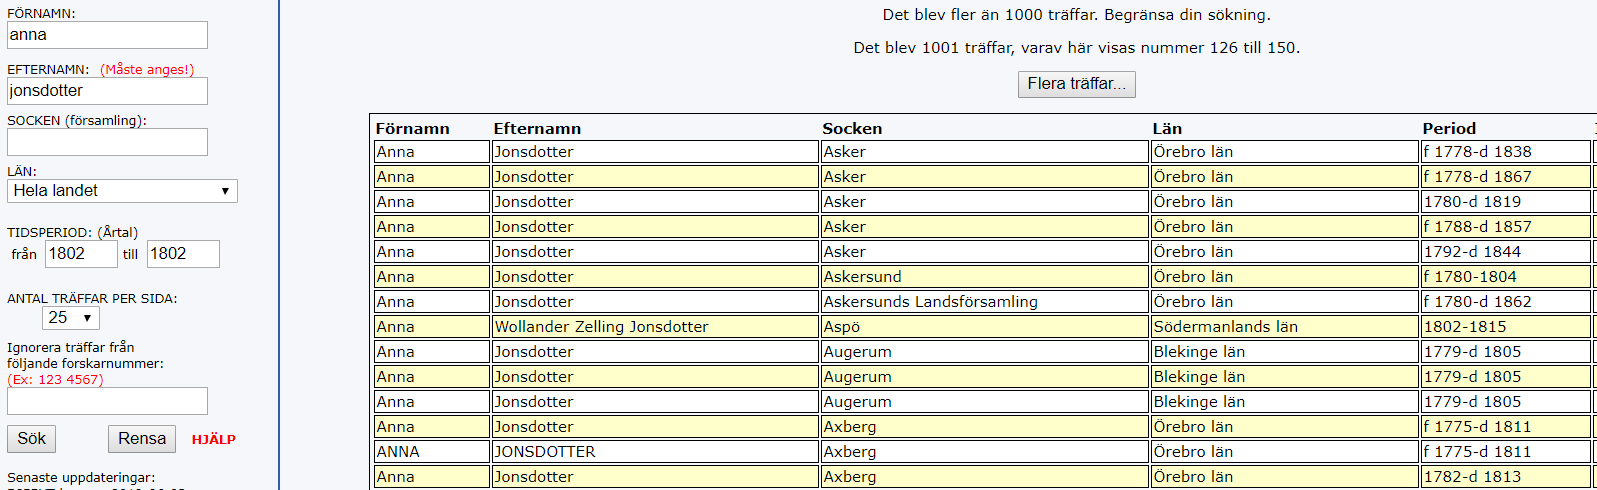 FÖRNAMN:
anna
EFTERNAMN: (Måste anges!)
jonsdotter
SOCKEN (församling):
LÄN:
Hela landet
TIDSPERIOD: (Årtal)
från 1802 till 1802
ANTAL TRÄFFAR PER SIDA:
25
Ignorera träffar från
följande forskarnummer:
(Ex: 123 4567)
Sök Rensa HJÄLP
Senaste uppdateringar:
Det blev fler än 1000 träffar. Begränsa din sökning.
Det blev 1001 träffar, varav här visas nummer 126 till 150.
Flera träffar...
Förnamn Efternamn Socken Län Period
Anna Jonsdotter Asker Örebro län f 1778-d 1838
Anna Jonsdotter Asker Örebro län f 1778-d 1867
Anna Jonsdotter Asker Örebro län 1780-d 1819
Anna Jonsdotter Asker Örebro län f 1788-d 1857
Anna Jonsdotter Asker Örebro län 1792-d 1844
Anna Jonsdotter Askersund Örebro län f 1780-1804
Anna Jonsdotter Askersunds Landsförsamling Örebro län f 1780-d 1862
Anna Wollander Zelling Jonsdotter Aspö Södermanlands län 1802-1815
Anna Jonsdotter Augerum Blekinge län 1779-d 1805
Anna Jonsdotter Augerum Blekinge län 1779-d 1805
Anna Jonsdotter Augerum Blekinge län 1779-d 1805
Anna Jonsdotter Axberg Örebro län f 1775-d 1811
ANNA JONSDOTTER Axberg Örebro län f 1775-d 1811
Anna Jonsdotter Axberg Örebro län 1782-d 1813